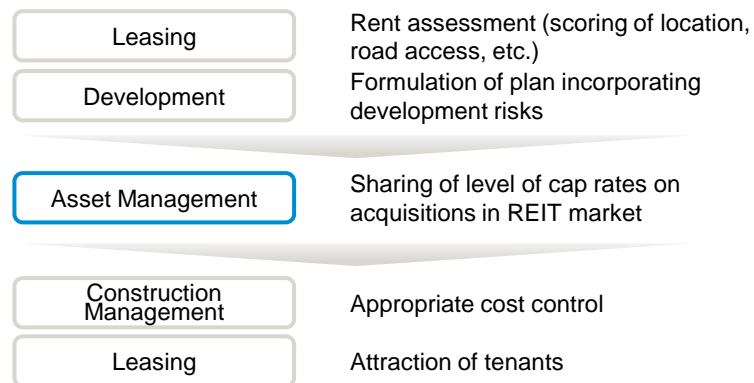 Leasing
Rent assessment (scoring of location,
road access, etc.)
Development
Formulation of plan incorporating
development risks
Asset Management
Sharing of level of cap rates on
acquisitions in REIT market
Construction
Management
Appropriate cost control
Leasing
Attraction of tenants